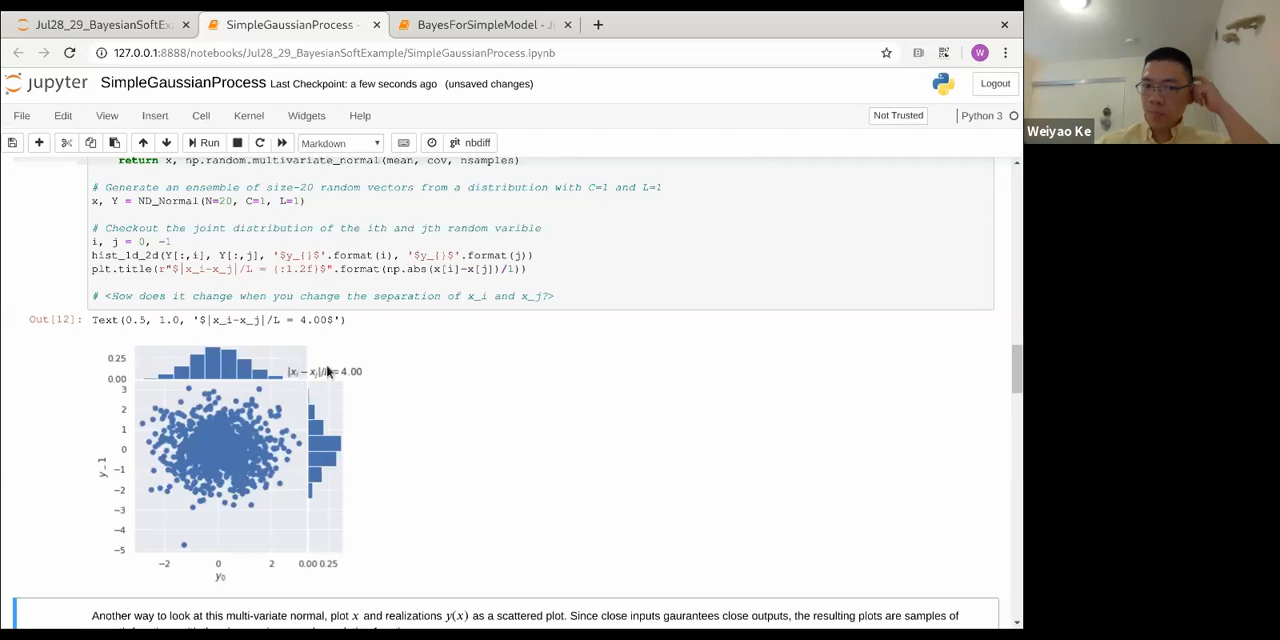 Jul28_29_BayesianSoftEx
SimpleGaussianProcess -
BayesForSimpleModel - J
127.0.0.1:8888/notebooks/Jul28_29_BayesianSoftExample/SimpleGaussianProcess.ipynb
W
jupyter SimpleGaussianProcess Last Checkpoint: a few seconds ago (unsaved changes)
Logout
File Edit View Insert Cell Kernel Widgets Help
Not Trusted
Python 3
Run
Markdown
git nbdiff
return x, np.random.multivariate_normal(mean, cov, nsamples)
# Generate an ensemble of size-20 random vectors from a distribution with C=1 and L=1
x, Y = ND_Normal(N=20, C=1, L=1)
# Checkout the joint distribution of the ith and jth random varible
i, j = 0, -1
hist_1d_2d(Y[:,i], Y[:,j], '$y_{}$'.format(i), '$y_{}$'.format(j))
plt.title(r"$|x_i-x_j|/L = {:1.2f}$".format(np.abs(x[i]-x[j])/1))
# <How does it change when you change the separation of x_i and x_j?>
Out[12]: Text(0.5, 1.0, '$|x_i-x_j|/L = 4.00$')
0.25
0.00
|xi − xj|/L = 4.00
3
2
1
0
−1
−2
−3
−4
−5
y_1
−2 0 2 0.00 0.25
y0
Another way to look at this multi-variate normal, plot x and realizations y(x) as a scattered plot. Since close inputs gaurantees close outputs, the resulting plots are samples of
Weiyao Ke